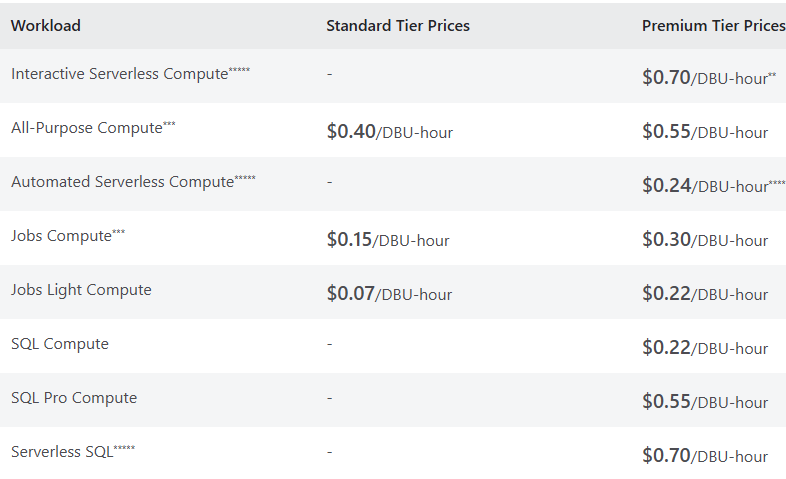 Workload Standard Tier Prices Premium Tier Prices
Interactive Serverless Compute***** - $0.70/DBU-hour**
All-Purpose Compute*** $0.40/DBU-hour $0.55/DBU-hour
Automated Serverless Compute***** - $0.24/DBU-hour****
Jobs Compute*** $0.15/DBU-hour $0.30/DBU-hour
Jobs Light Compute $0.07/DBU-hour $0.22/DBU-hour
SQL Compute - $0.22/DBU-hour
SQL Pro Compute - $0.55/DBU-hour
Serverless SQL***** - $0.70/DBU-hour